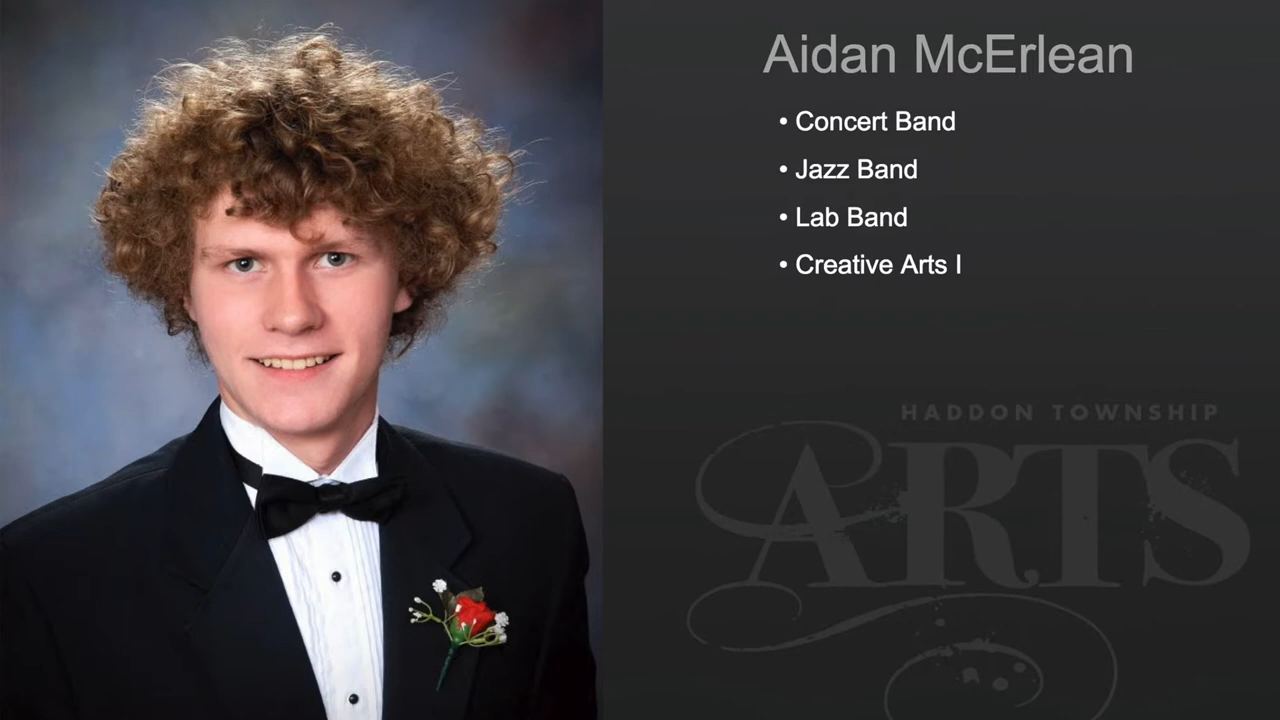 Aidan McErlean
• Concert Band
• Jazz Band
• Lab Band
• Creative Arts I
HADDON TOWNSHIP
ARTS